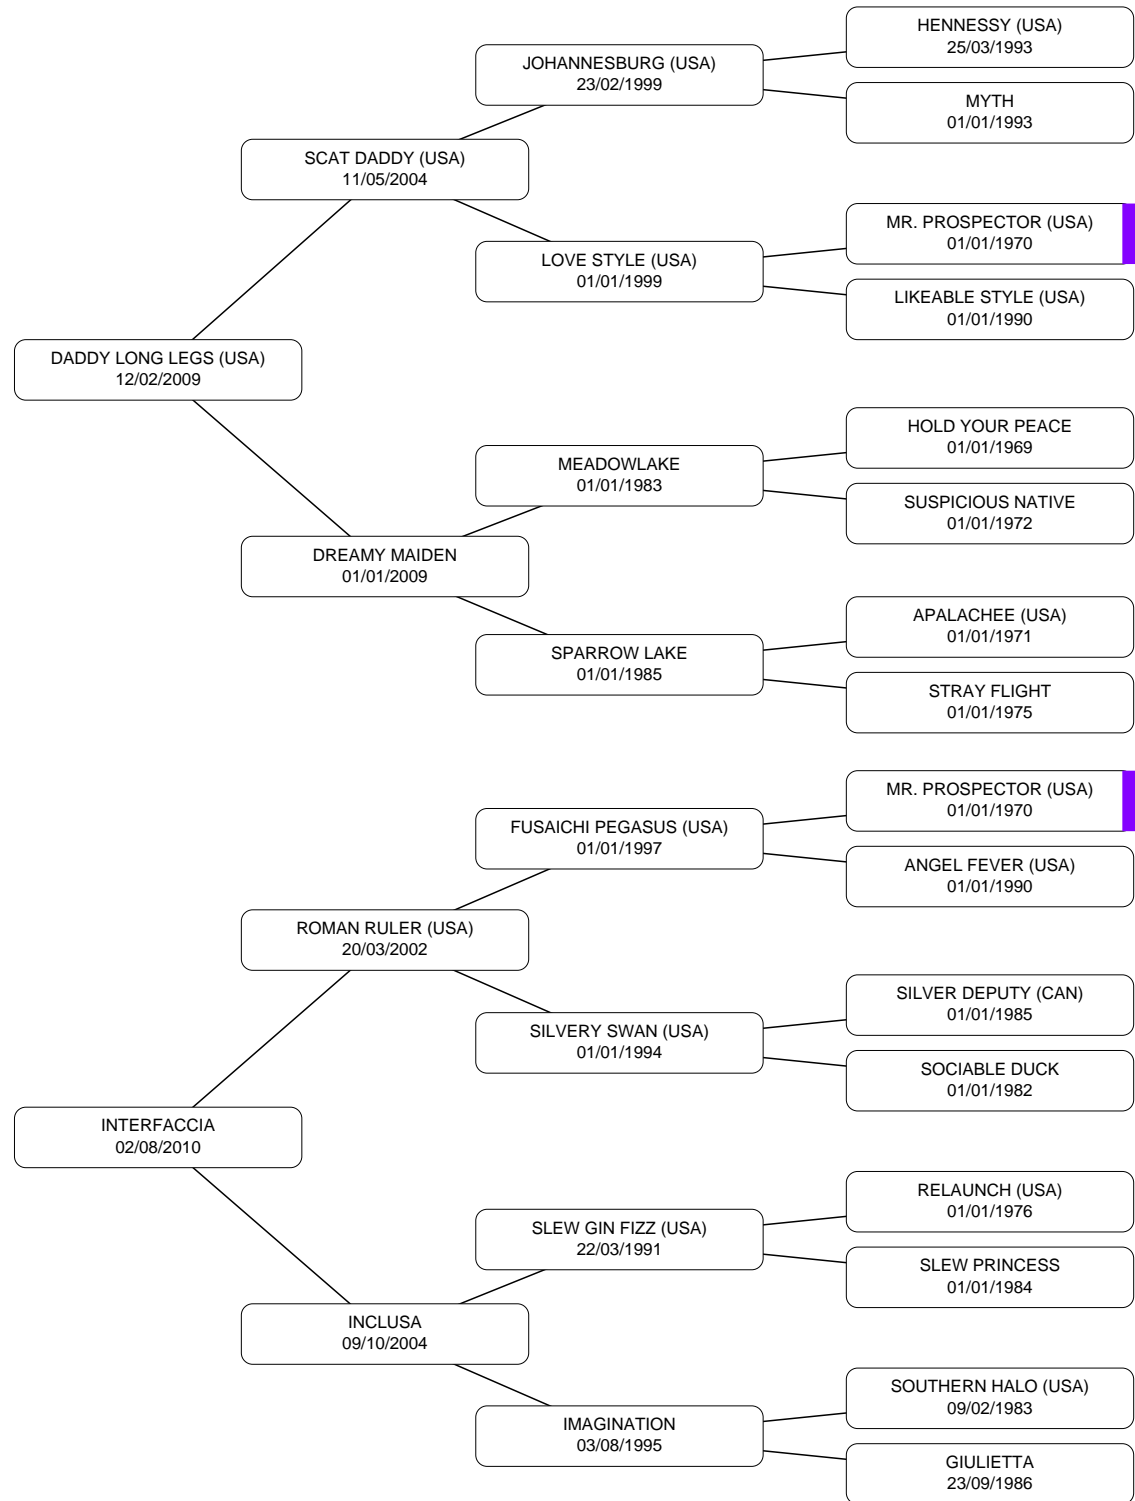 HENNESSY (USA)
25/03/1993
JOHANNESBURG (USA)
23/02/1999
MYTH
01/01/1993
SCAT DADDY (USA)
11/05/2004
MR. PROSPECTOR (USA)
01/01/1970
LOVE STYLE (USA)
01/01/1999
LIKEABLE STYLE (USA)
01/01/1990
DADDY LONG LEGS (USA)
12/02/2009
HOLD YOUR PEACE
01/01/1969
MEADOWLAKE
01/01/1983
SUSPICIOUS NATIVE
01/01/1972
DREAMY MAIDEN
01/01/2009
APALACHEE (USA)
01/01/1971
SPARROW LAKE
01/01/1985
STRAY FLIGHT
01/01/1975
MR. PROSPECTOR (USA)
01/01/1970
FUSAICHI PEGASUS (USA)
01/01/1997
ANGEL FEVER (USA)
01/01/1990
ROMAN RULER (USA)
20/03/2002
SILVER DEPUTY (CAN)
01/01/1985
SILVERY SWAN (USA)
01/01/1994
SOCIABLE DUCK
01/01/1982
INTERFACCIA
02/08/2010
RELAUNCH (USA)
01/01/1976
SLEW GIN FIZZ (USA)
22/03/1991
SLEW PRINCESS
01/01/1984
INCLUSA
09/10/2004
SOUTHERN HALO (USA)
09/02/1983
IMAGINATION
03/08/1995
GIULIETTA
23/09/1986